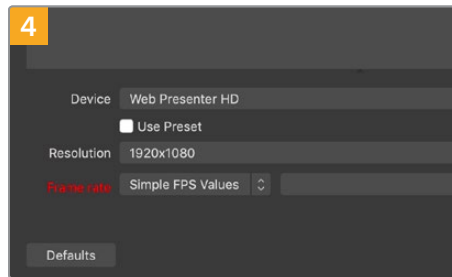 4
Device Web Presenter HD
Use Preset
Resolution 1920x1080
Frame rate Simple FPS Values
Defaults